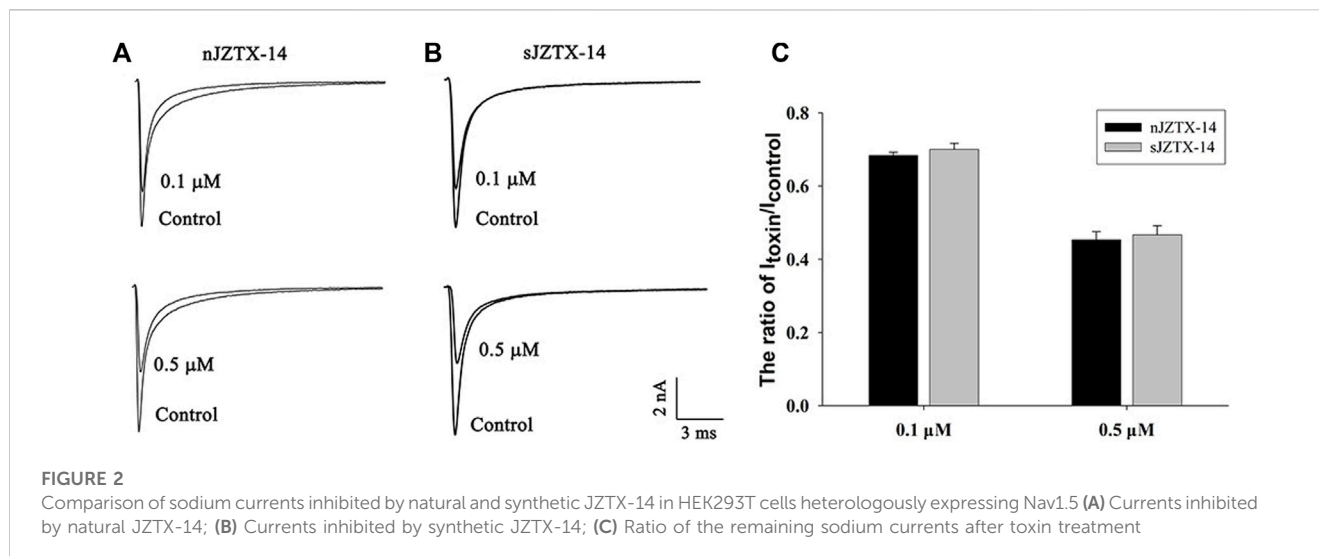 A
nJZTX-14
0.1 μM
Control
0.5 μM
Control
B
sJZTX-14
0.1 μM
Control
0.5 μM
Control
2 nA
3 ms
C
The ratio of Itoxin/Icontrol
0.8
0.6
0.4
0.2
0.0
nJZTX-14
sJZTX-14
0.1 μM
0.5 μM
FIGURE 2
Comparison of sodium currents inhibited by natural and synthetic JZTX-14 in HEK293T cells heterologously expressing Nav1.5 (A) Currents inhibited
by natural JZTX-14; (B) Currents inhibited by synthetic JZTX-14; (C) Ratio of the remaining sodium currents after toxin treatment